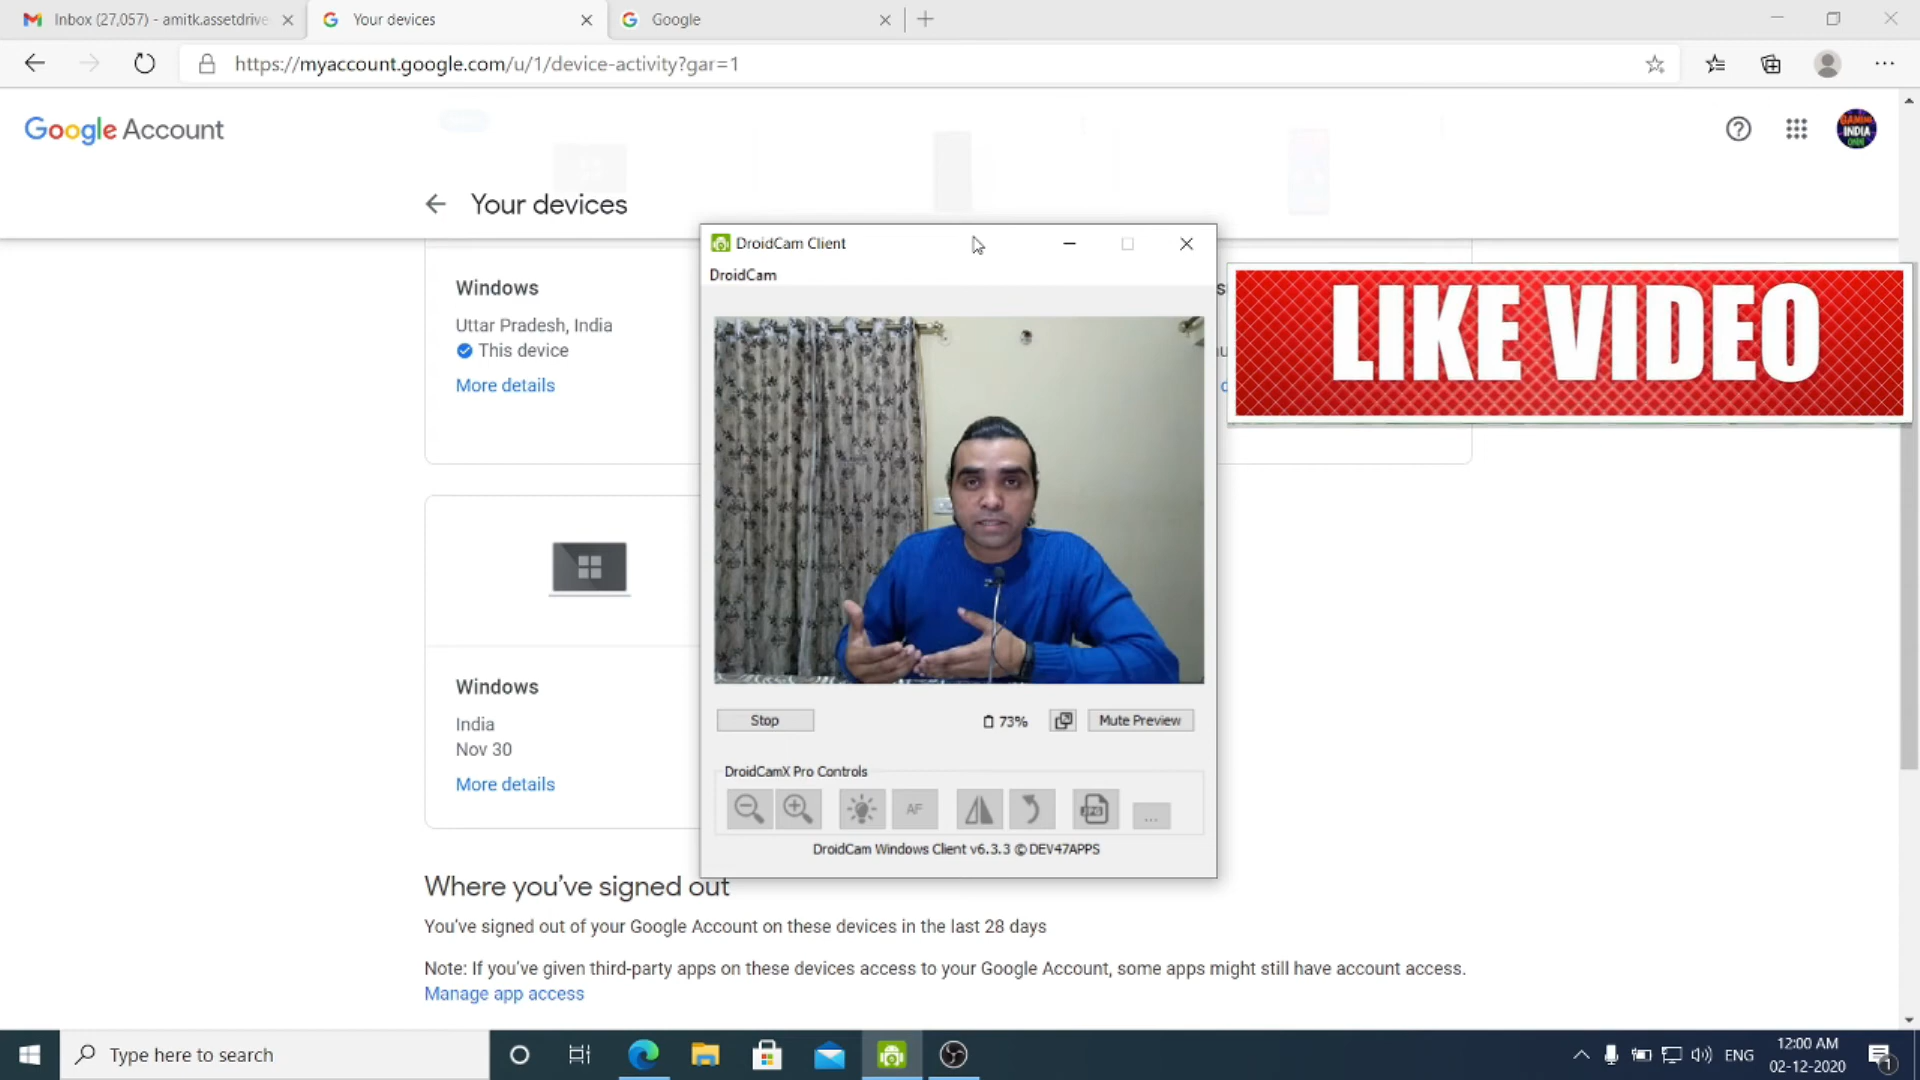 Inbox (27,057) - amitk.assetdrive
Your devices
Google
https://myaccount.google.com/u/1/device-activity?gar=1
Google Account
GAMING INDIA
Your devices
DroidCam Client
DroidCam
LIKE VIDEO
Windows
Uttar Pradesh, India
This device
More details
Windows
India
Nov 30
More details
Stop
73%
Mute Preview
DroidCamX Pro Controls
AF
JPG
...
DroidCam Windows Client v6.3.3 © DEV47APPS
Where you've signed out
You've signed out of your Google Account on these devices in the last 28 days
Note: If you've given third-party apps on these devices access to your Google Account, some apps might still have account access.
Manage app access
Type here to search
ENG
12:00 AM
02-12-2020
1